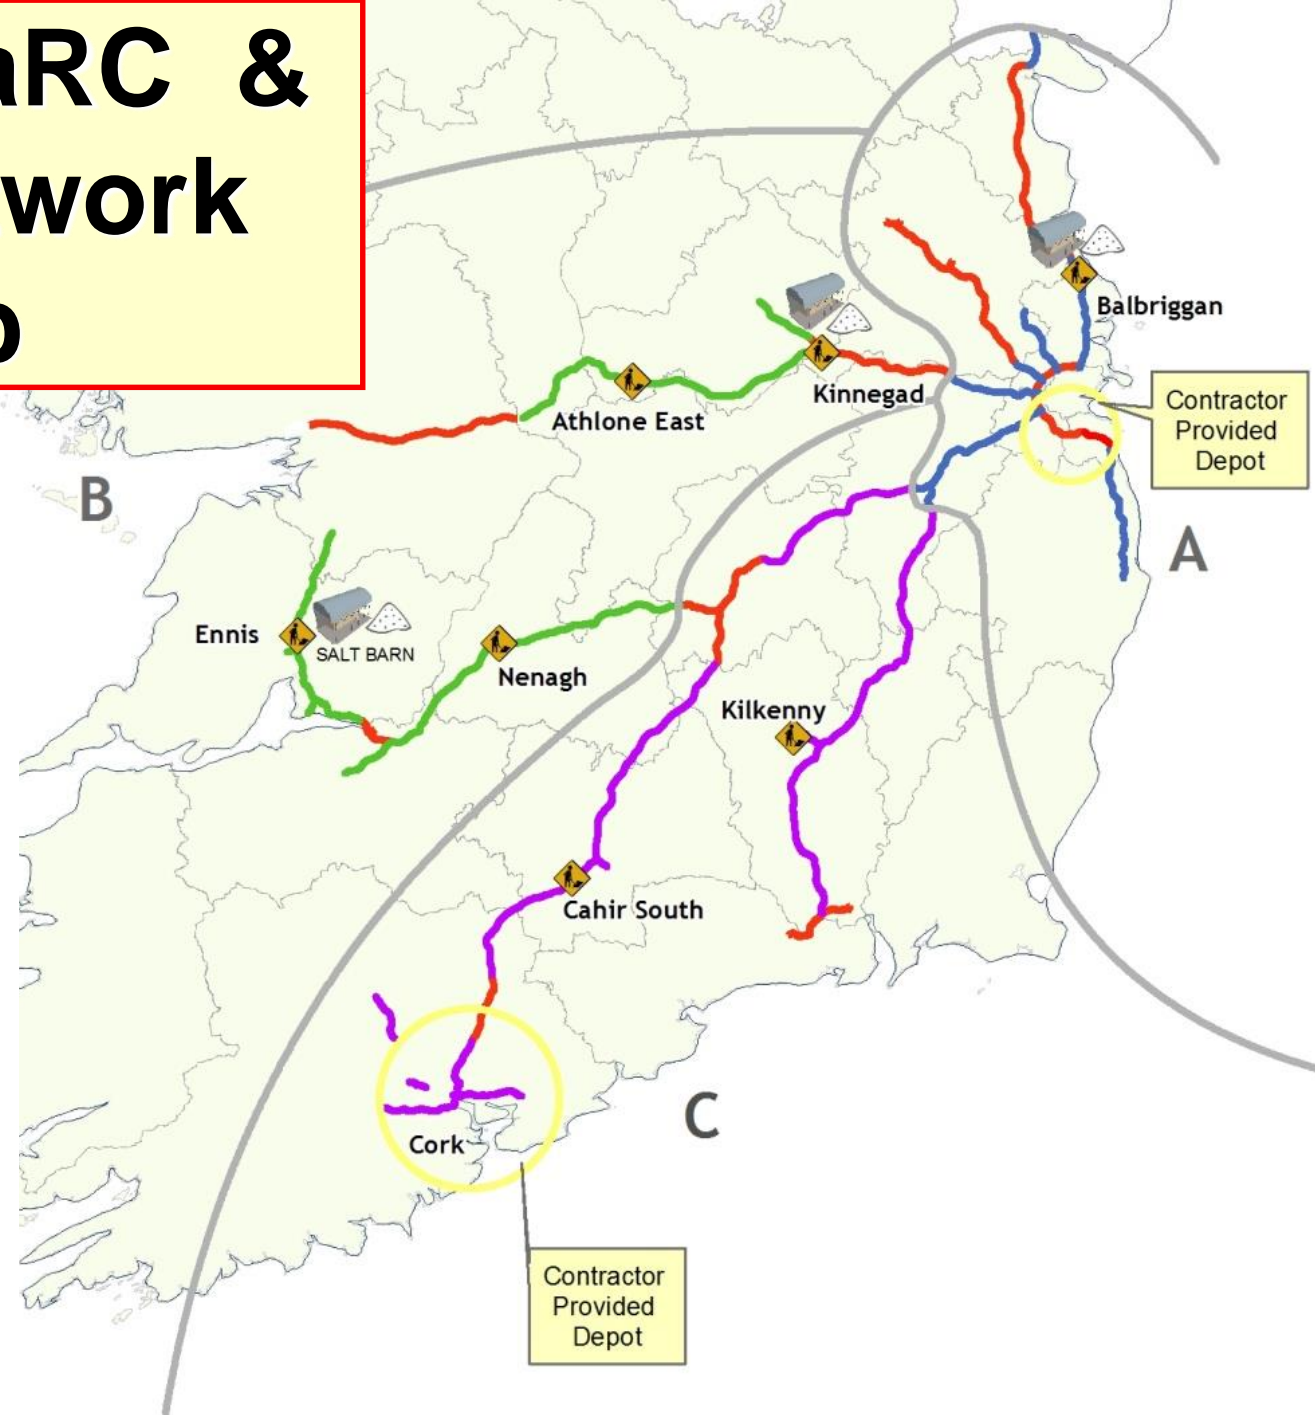 aRC &
work
Balbriggan
Kinnegad
Athlone East
Contractor
Provided
Depot
B
A
Ennis
SALT BARN
Nenagh
Kilkenny
Cahir South
C
Cork
Contractor
Provided
Depot